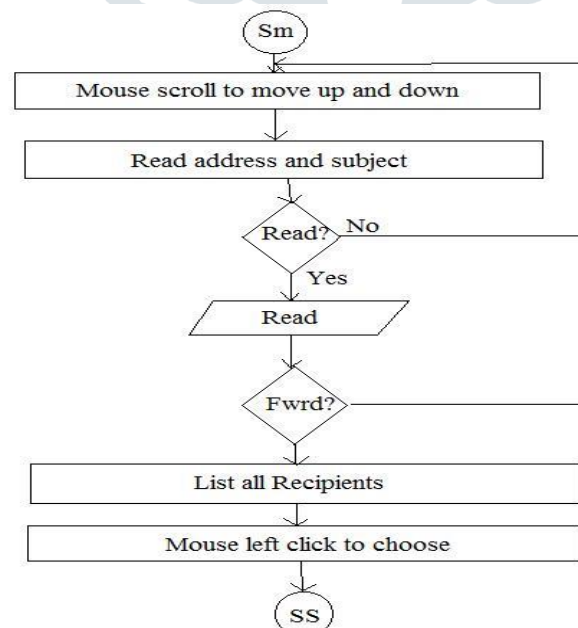 Sm
Mouse scroll to move up and down
Read address and subject
Read?
No
Yes
Read
Fwrd?
List all Recipients
Mouse left click to choose
SS